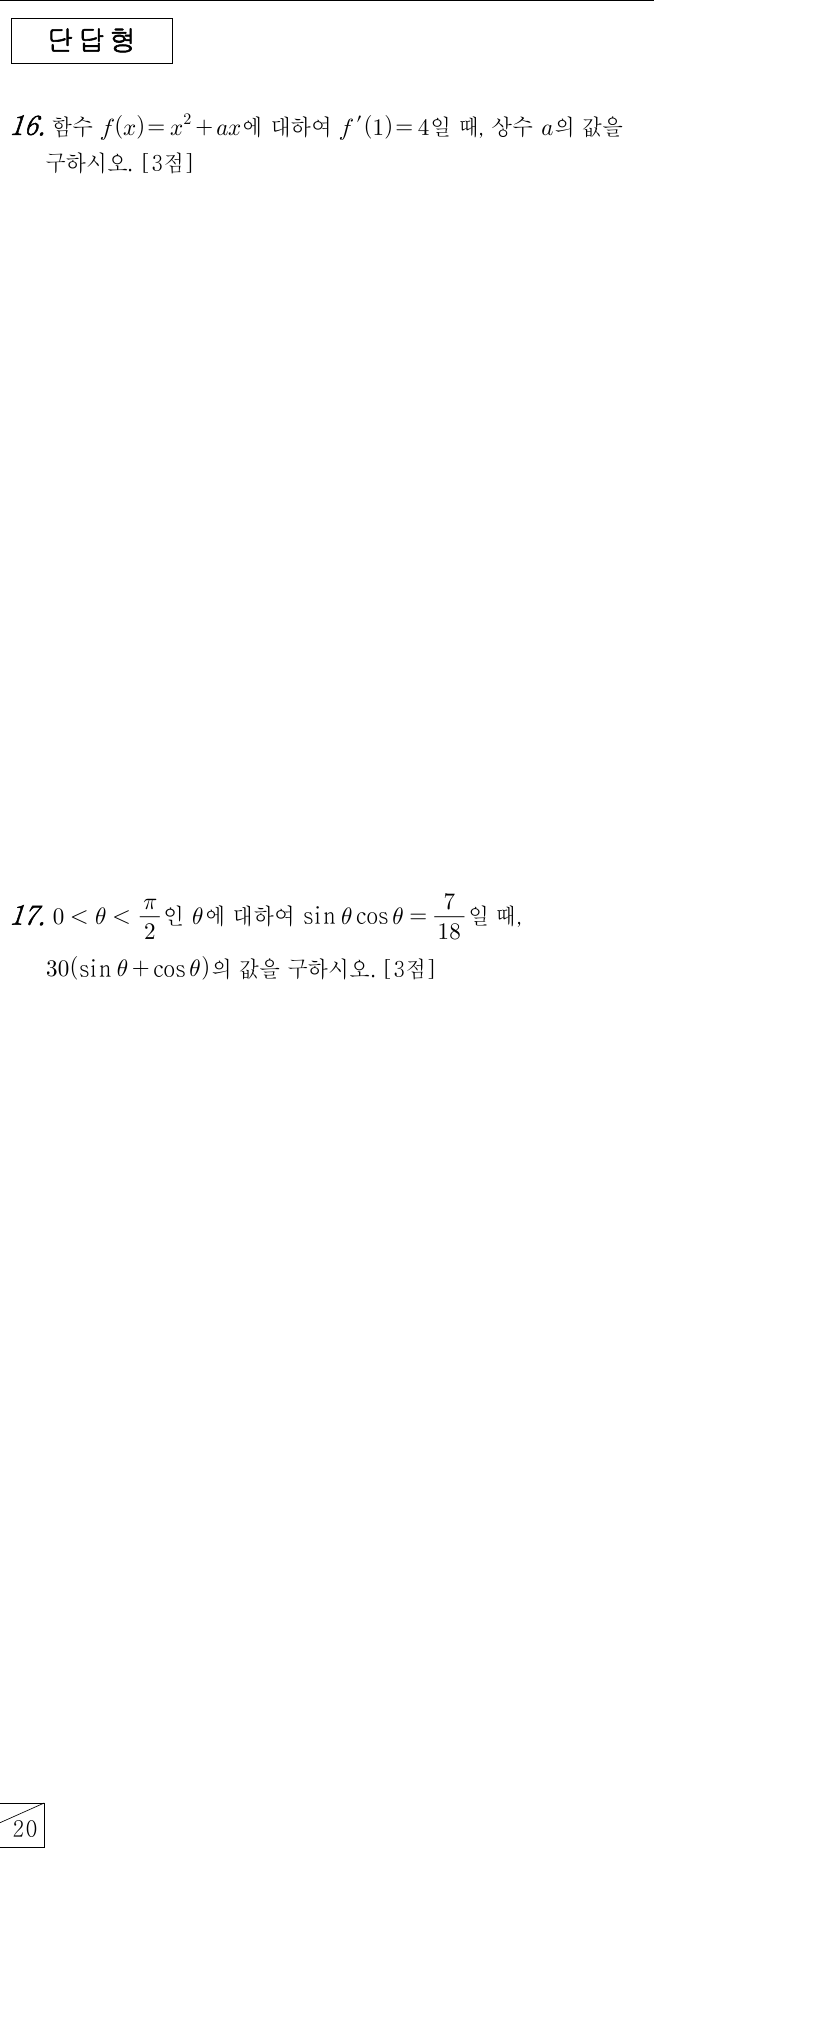 단답형
16. 함수 f(x)=x²+ax에 대하여 f′(1)=4일 때, 상수 a의 값을
구하시오. [3점]
17. 0 < θ < π/2인 θ에 대하여 sin θ cos θ = 7/18일 때,
30(sin θ+cos θ)의 값을 구하시오. [3점]
20